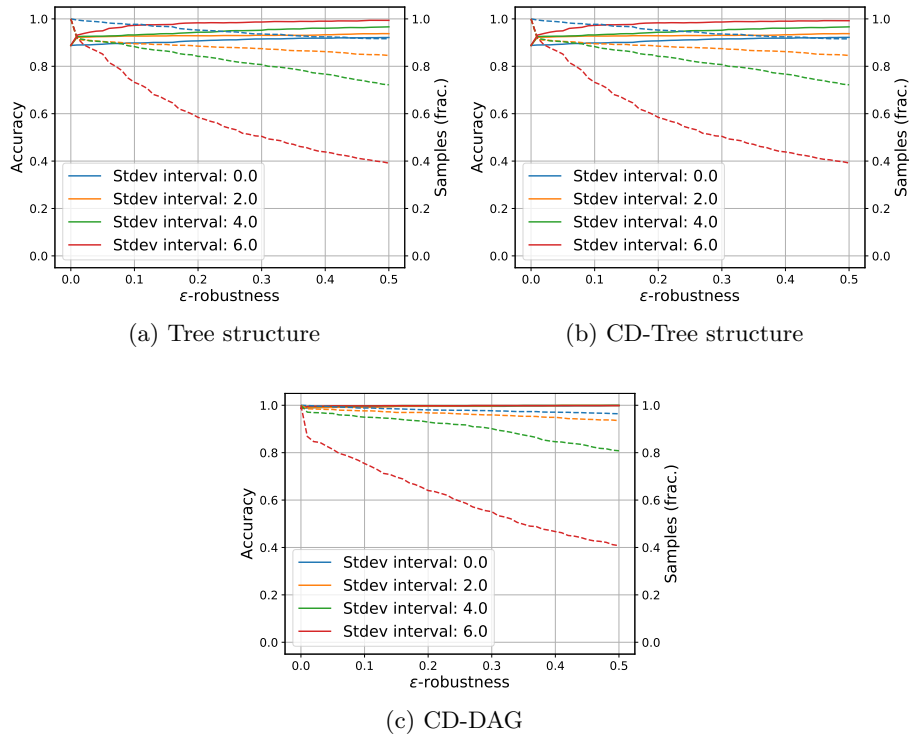 1.0
0.8
0.6
0.4
0.2
0.0
Accuracy
1.0
0.8
0.6
0.4
0.2
0.0
Samples (frac.)
Stdev interval: 0.0
Stdev interval: 2.0
Stdev interval: 4.0
Stdev interval: 6.0
0.0 0.1 0.2 0.3 0.4 0.5
ε-robustness
(a) Tree structure
1.0
0.8
0.6
0.4
0.2
0.0
Accuracy
1.0
0.8
0.6
0.4
0.2
0.0
Samples (frac.)
Stdev interval: 0.0
Stdev interval: 2.0
Stdev interval: 4.0
Stdev interval: 6.0
0.0 0.1 0.2 0.3 0.4 0.5
ε-robustness
(b) CD-Tree structure
1.0
0.8
0.6
0.4
0.2
0.0
Accuracy
1.0
0.8
0.6
0.4
0.2
0.0
Samples (frac.)
Stdev interval: 0.0
Stdev interval: 2.0
Stdev interval: 4.0
Stdev interval: 6.0
0.0 0.1 0.2 0.3 0.4 0.5
ε-robustness
(c) CD-DAG